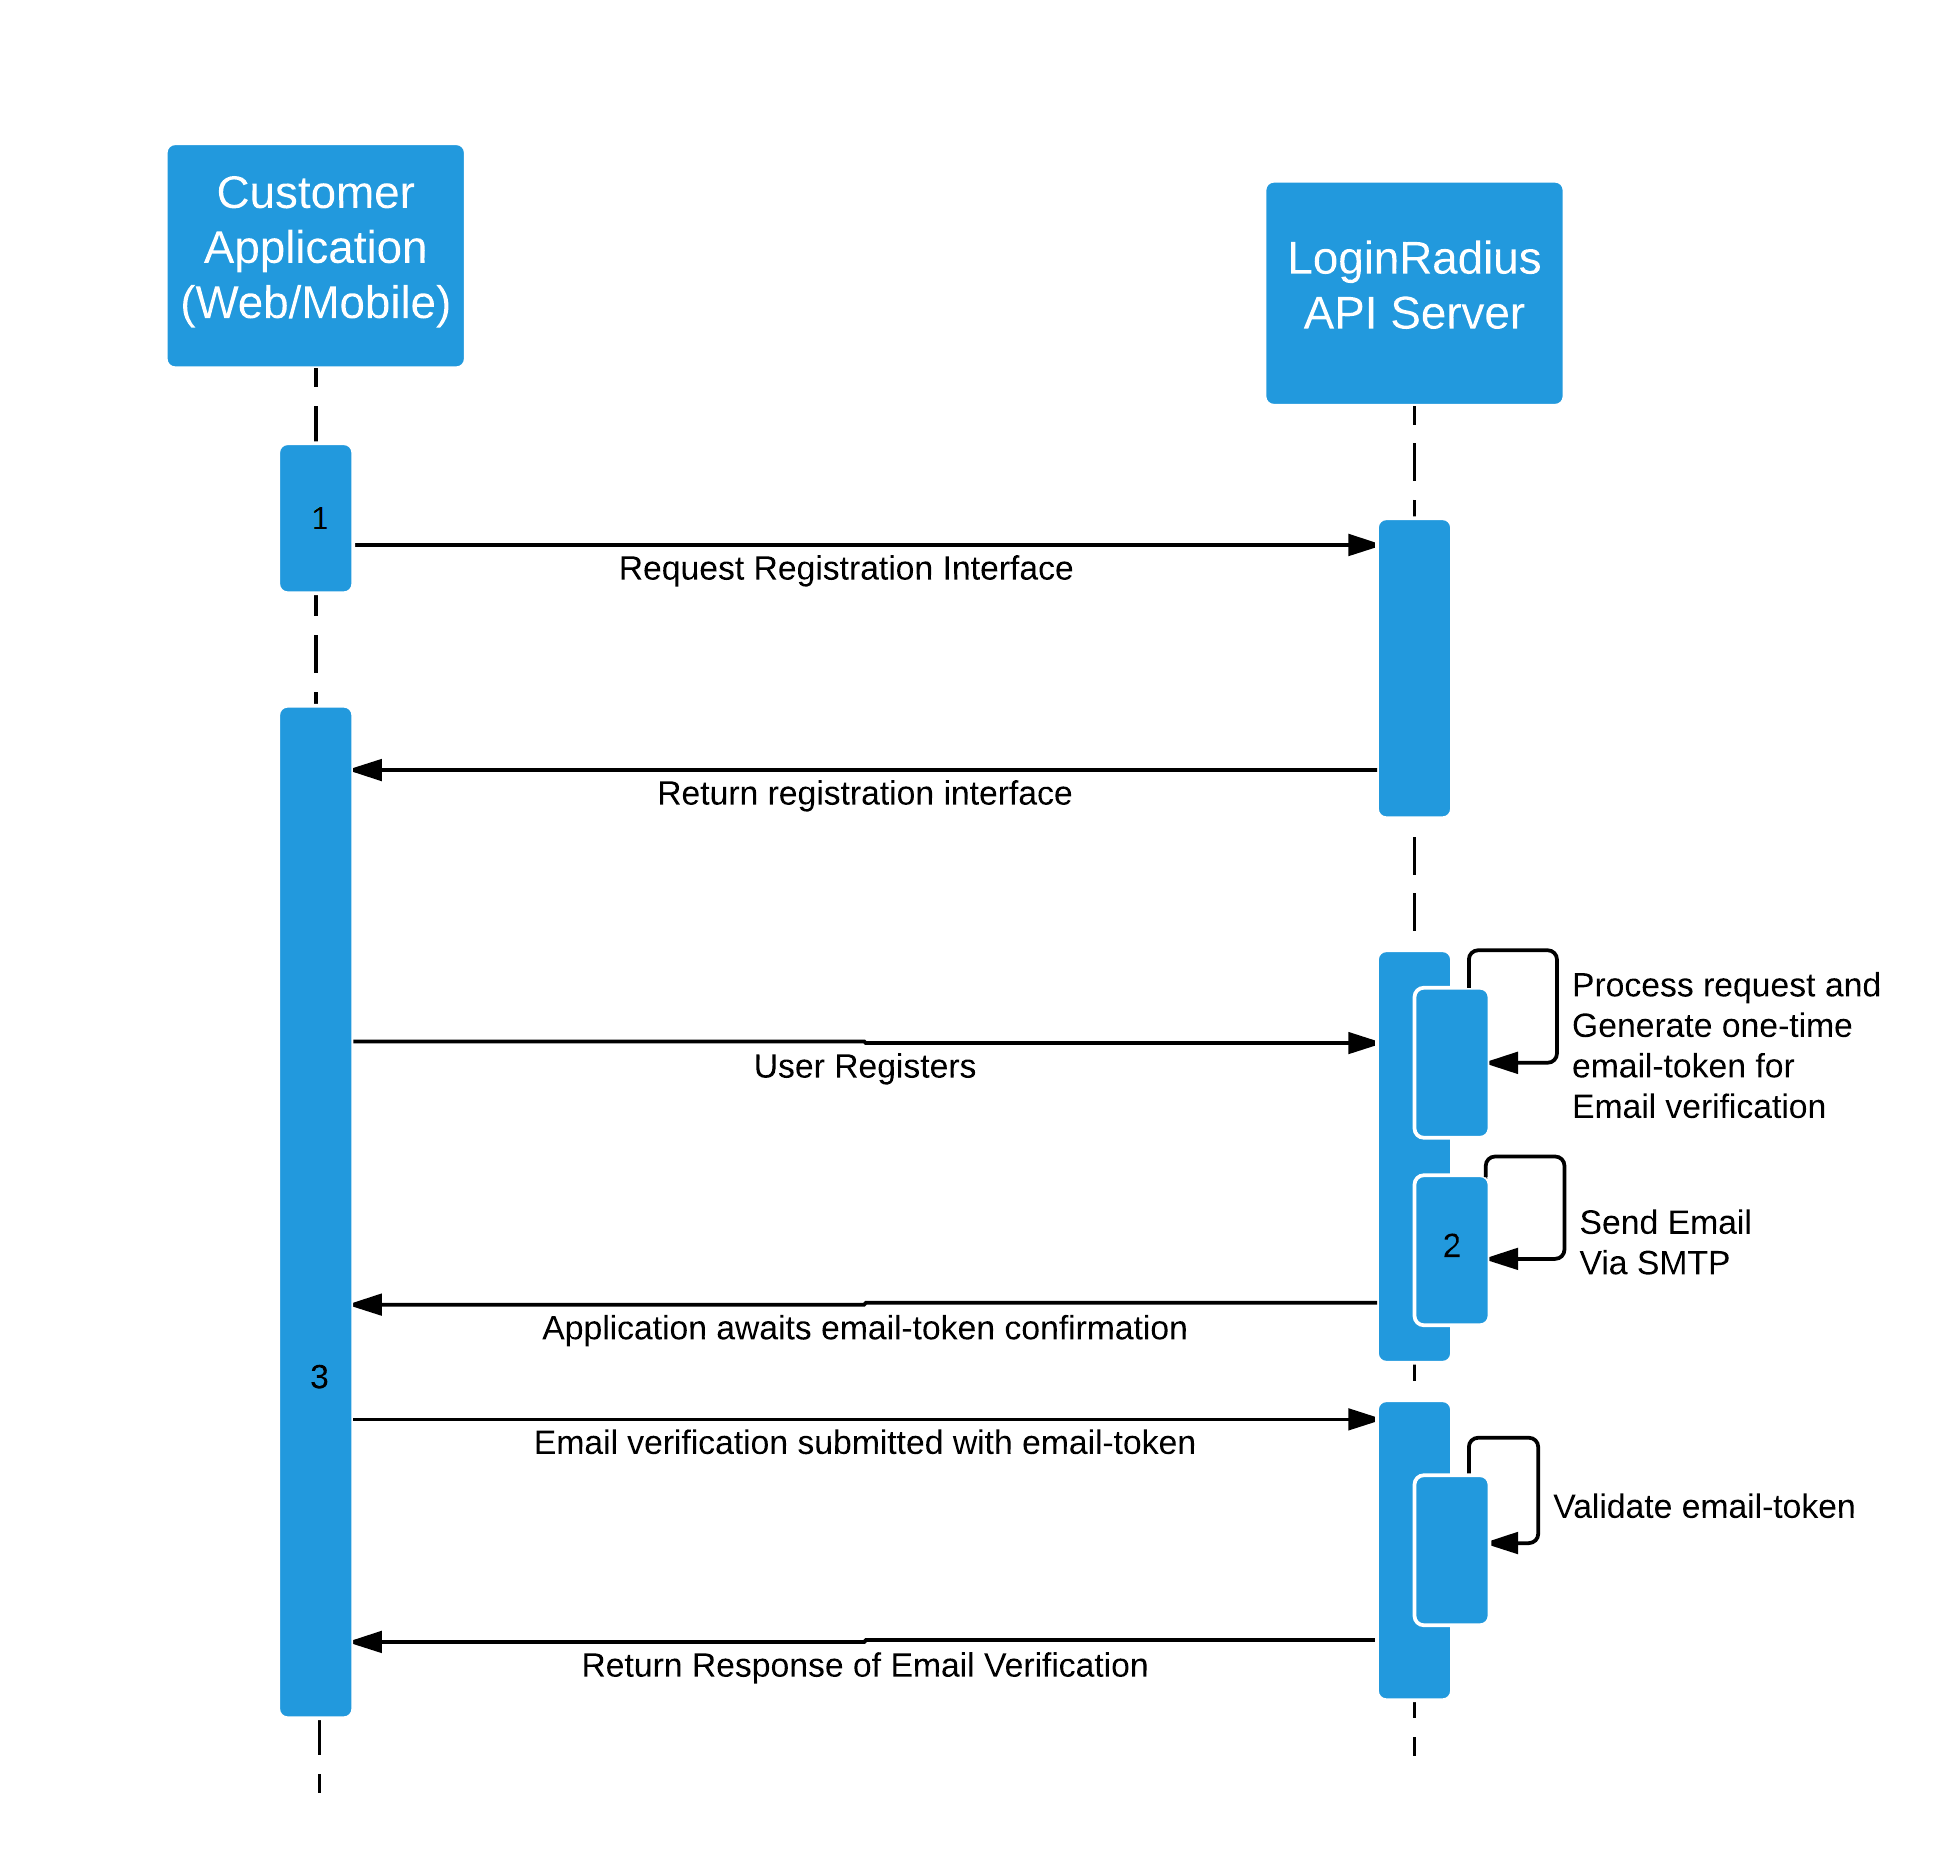 Customer
Application
(Web/Mobile)
LoginRadius
API Server
1
Request Registration Interface
Return registration interface
Process request and
Generate one-time
email-token for
Email verification
User Registers
Send Email
Via SMTP
2
Application awaits email-token confirmation
3
Email verification submitted with email-token
Validate email-token
Return Response of Email Verification